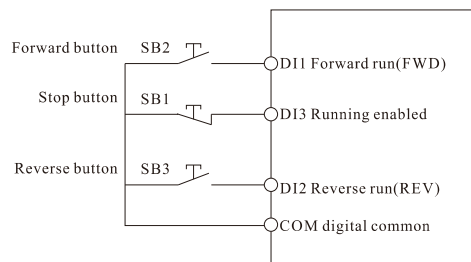 Forward button SB2 DI1 Forward run(FWD)
Stop button SB1 DI3 Running enabled
Reverse button SB3 DI2 Reverse run(REV)
COM digital common